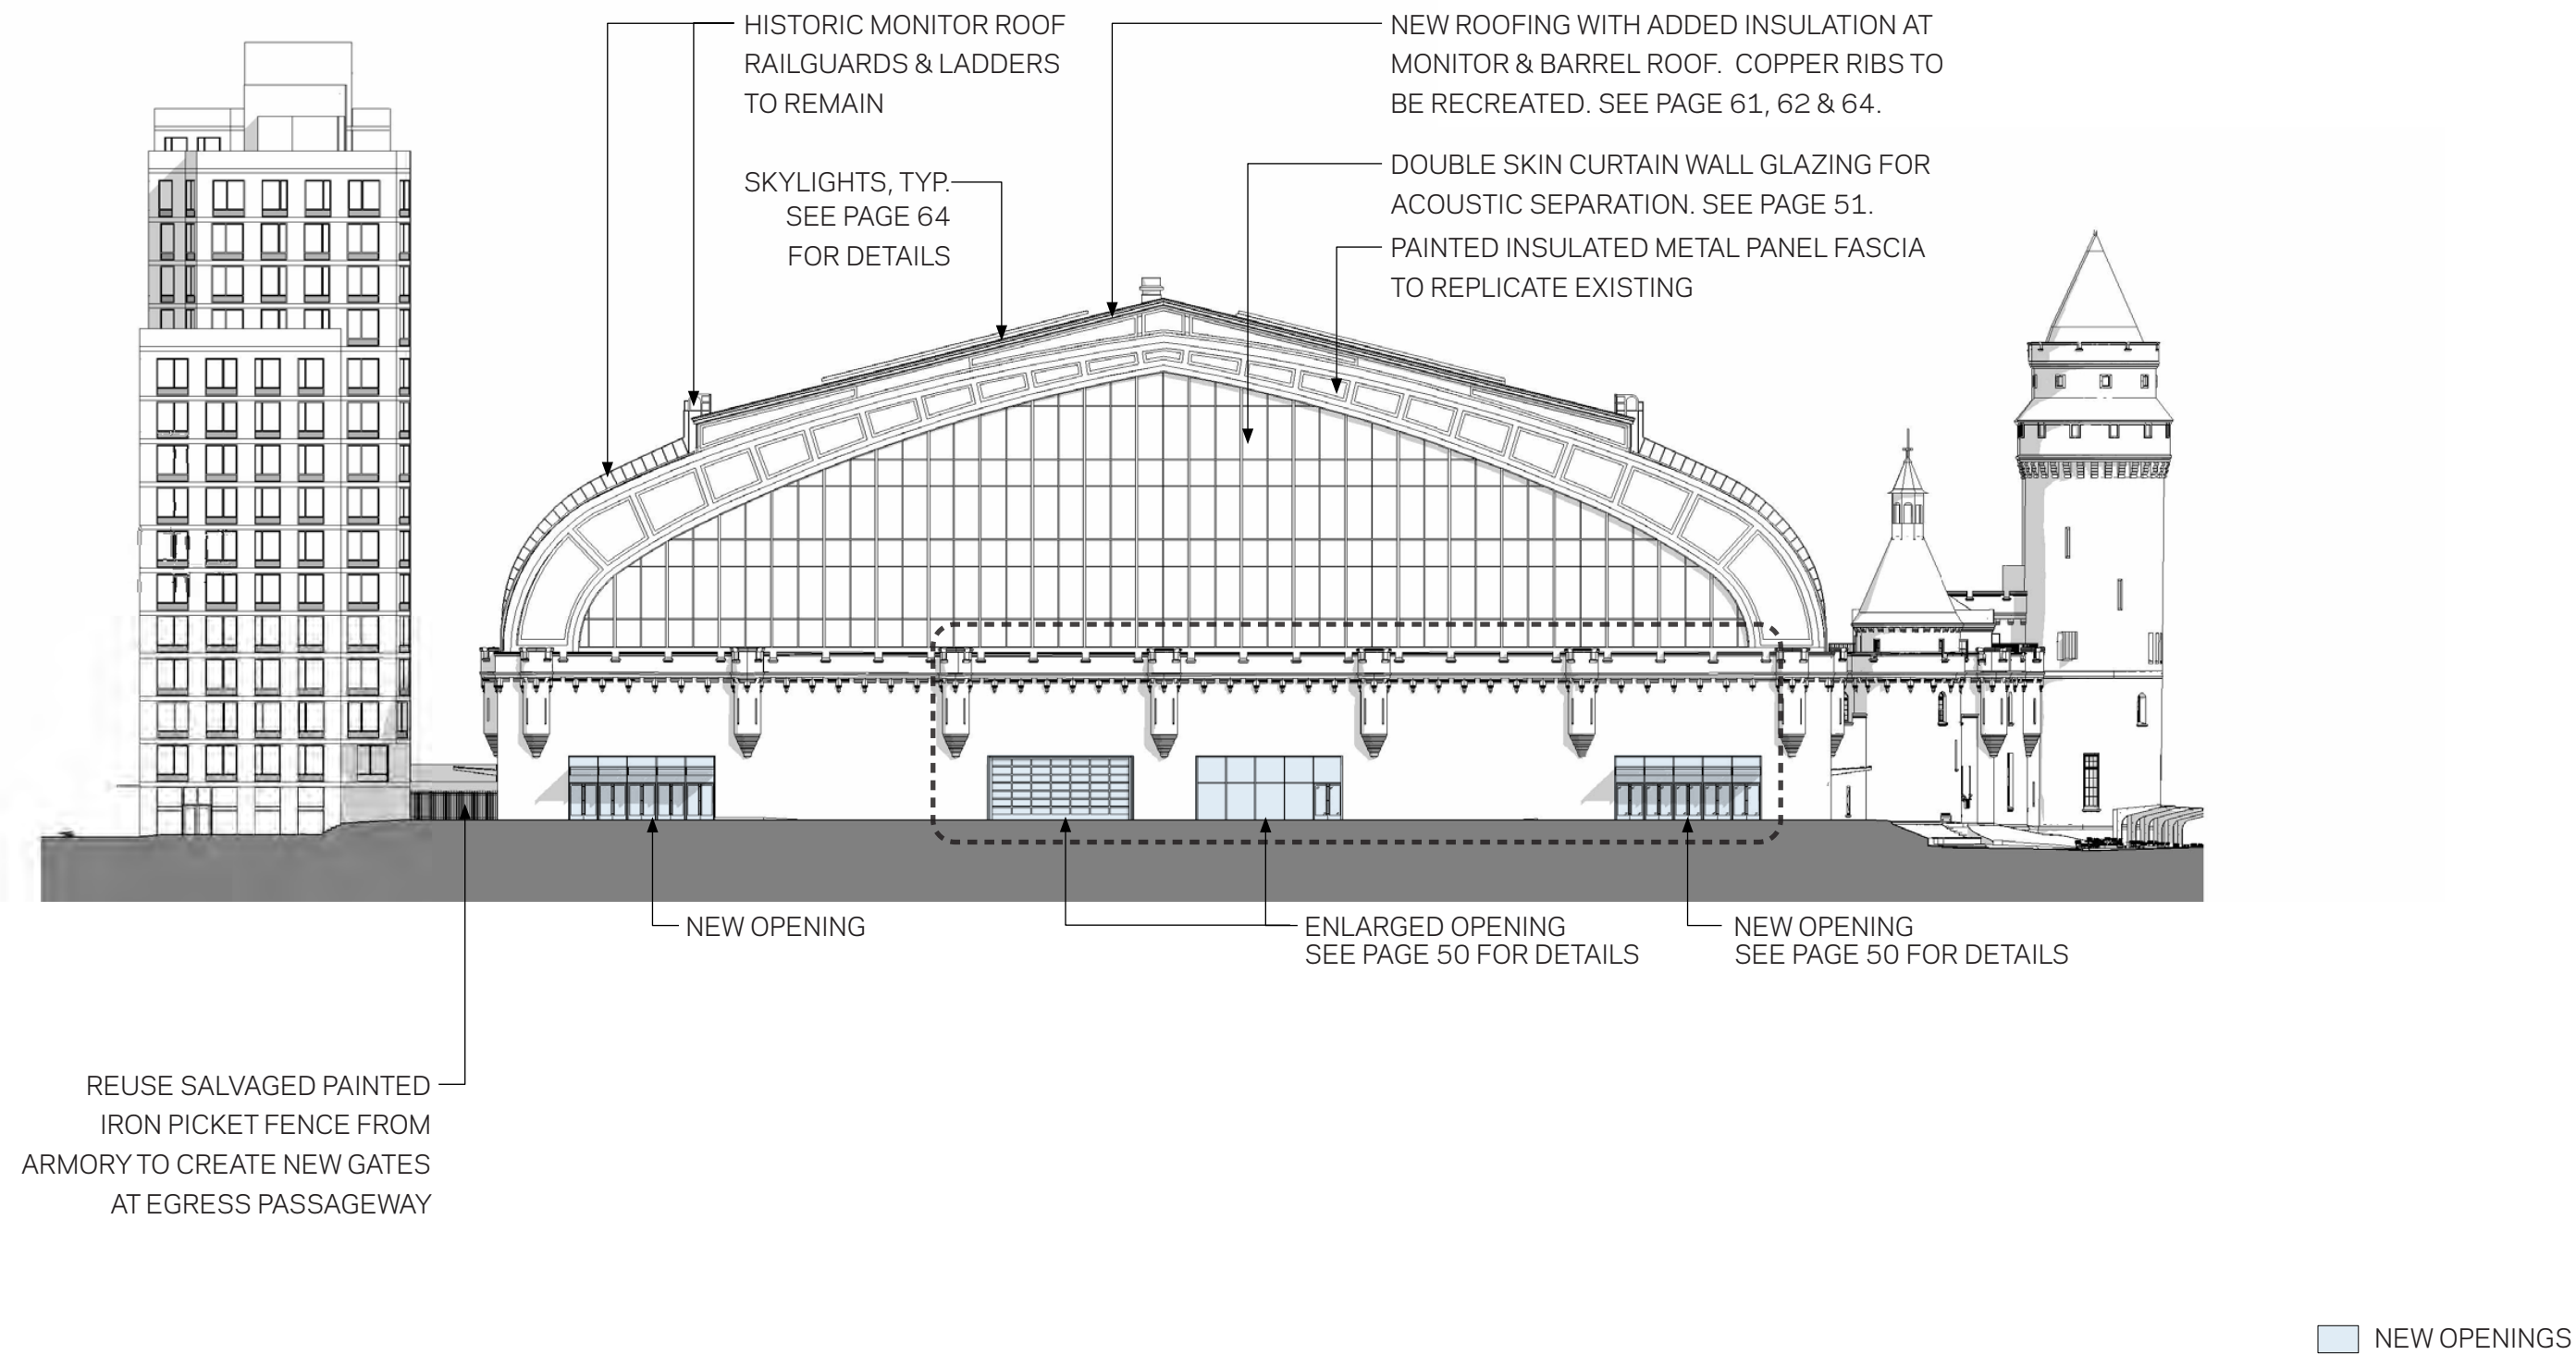 HISTORIC MONITOR ROOF
RAILGUARDS & LADDERS
TO REMAIN
NEW ROOFING WITH ADDED INSULATION AT
MONITOR & BARREL ROOF. COPPER RIBS TO
BE RECREATED. SEE PAGE 61, 62 & 64.
SKYLIGHTS, TYP.
SEE PAGE 64
FOR DETAILS
DOUBLE SKIN CURTAIN WALL GLAZING FOR
ACOUSTIC SEPARATION. SEE PAGE 51.
PAINTED INSULATED METAL PANEL FASCIA
TO REPLICATE EXISTING
NEW OPENING
ENLARGED OPENING
SEE PAGE 50 FOR DETAILS
NEW OPENING
SEE PAGE 50 FOR DETAILS
REUSE SALVAGED PAINTED
IRON PICKET FENCE FROM
ARMORY TO CREATE NEW GATES
AT EGRESS PASSAGEWAY
NEW OPENINGS